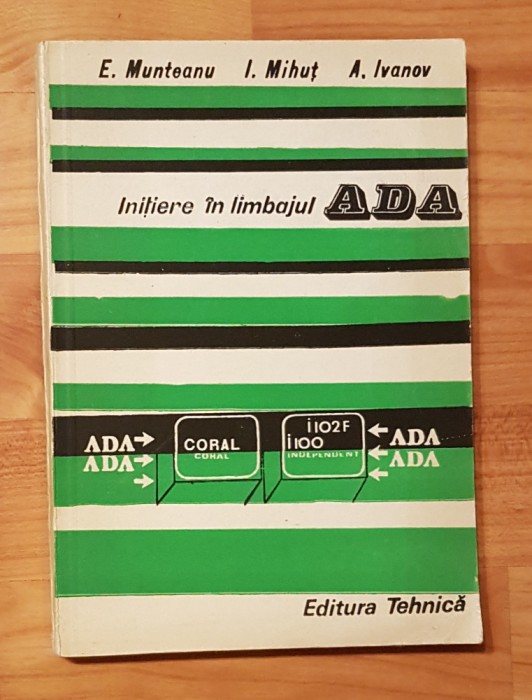 E. Munteanu I. Mihuț A. Ivanov
Inițiere în limbajul ADA
ADA→ CORAL i102F ←ADA
ADA→ CORAL i100 ←ADA
→ INDEPENDENT ←
Editura Tehnică